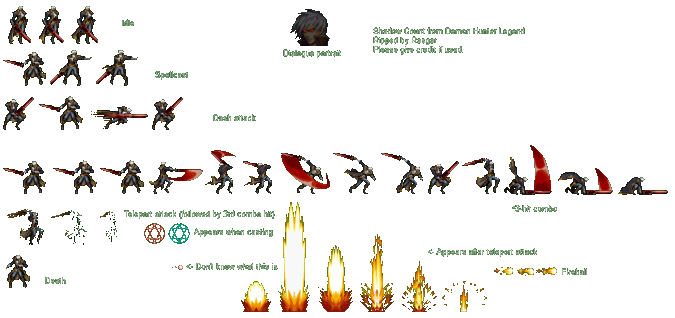 Idle
Shadow Count from Demon Hunter Legend
Ripped by Ranger
Please give credit if used.
Dialogue portrait
Spellcast
Dash attack
^3-hit combo
Teleport attack (followed by 3rd combo hit)
Appears when casting
<- Appears after teleport attack
<- Don't know what this is
Fireball
Death